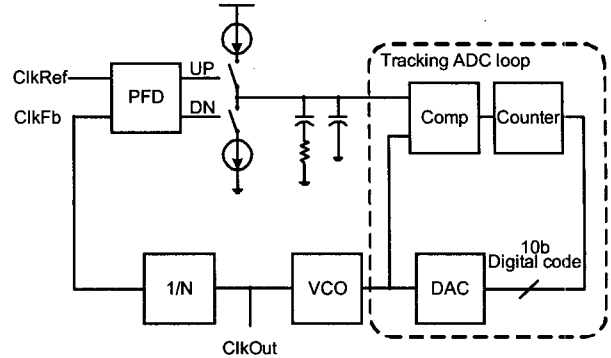 Tracking ADC loop
ClkRef
UP
PFD
DN
ClkFb
Comp
Counter
10b
Digital code
1/N
VCO
DAC
ClkOut